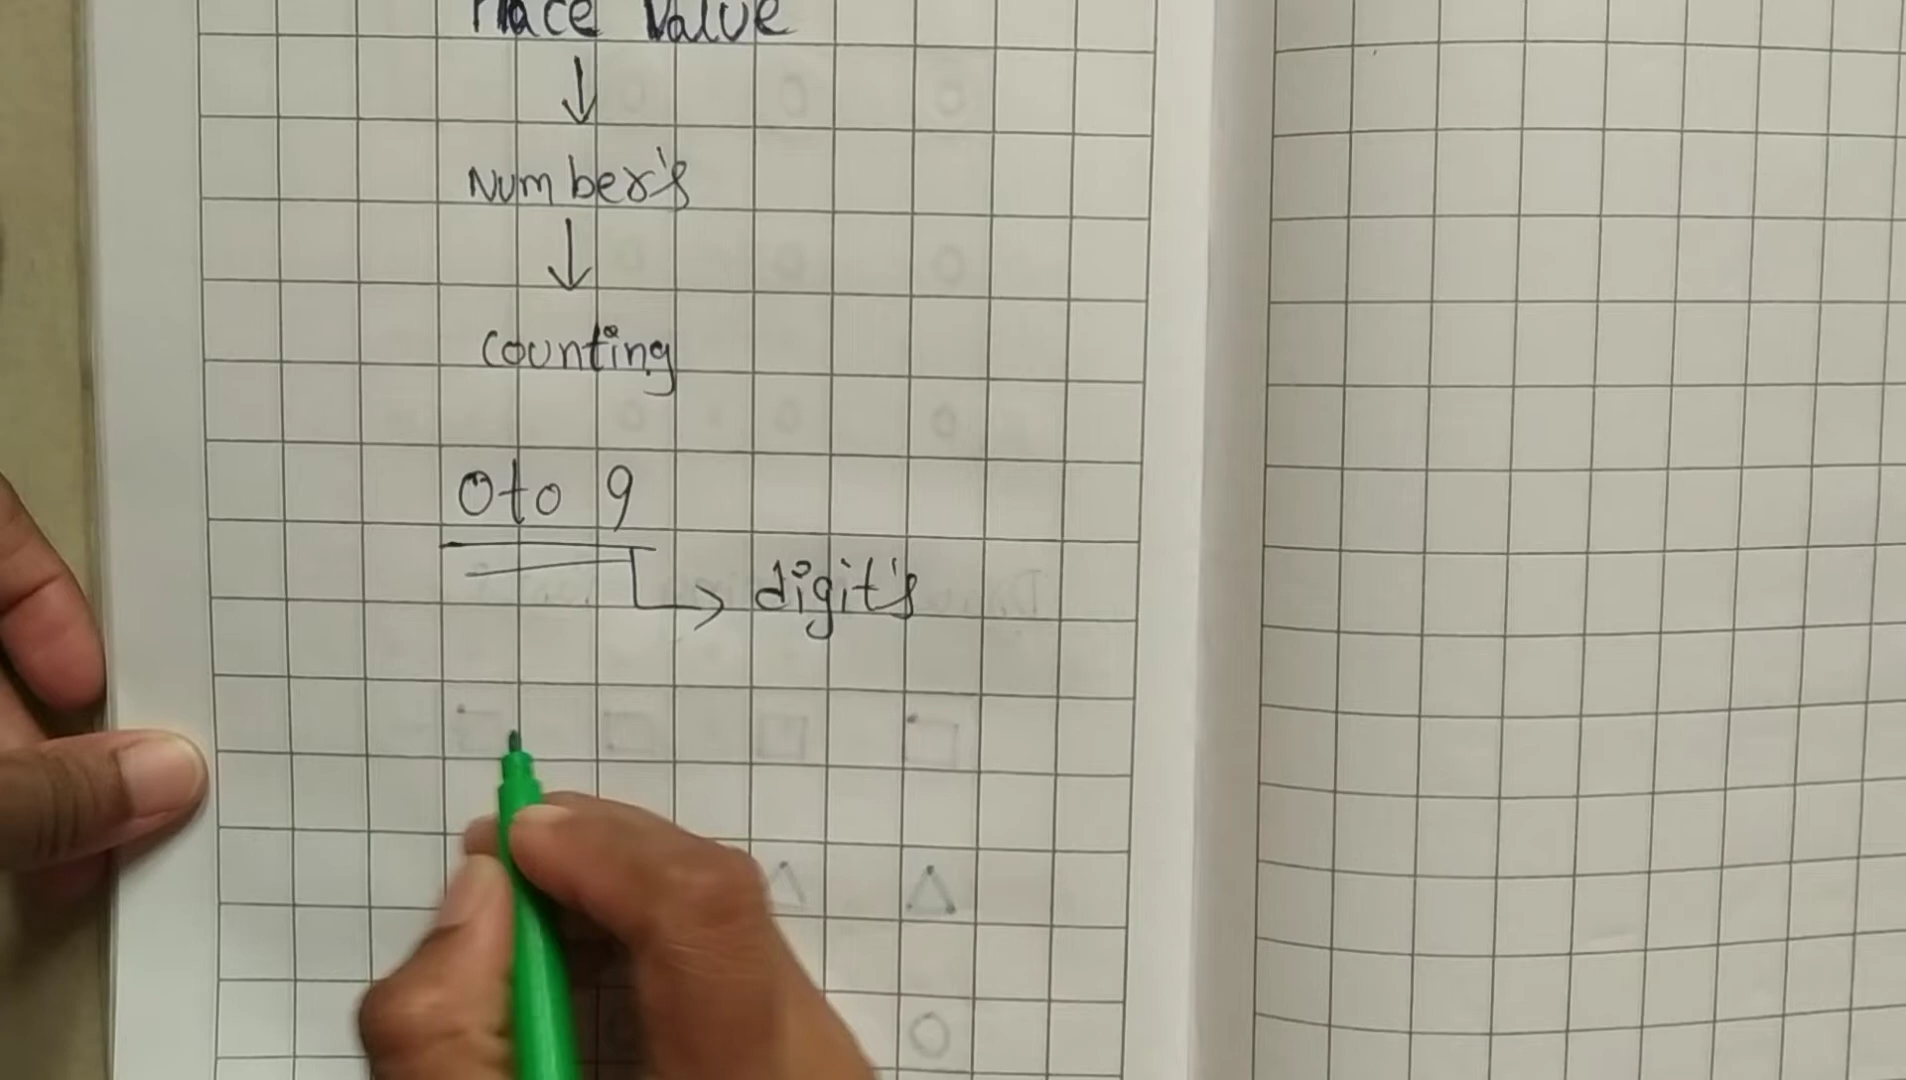 Place Value
↓
Number's
↓
Counting
0 to 9
→ digit's